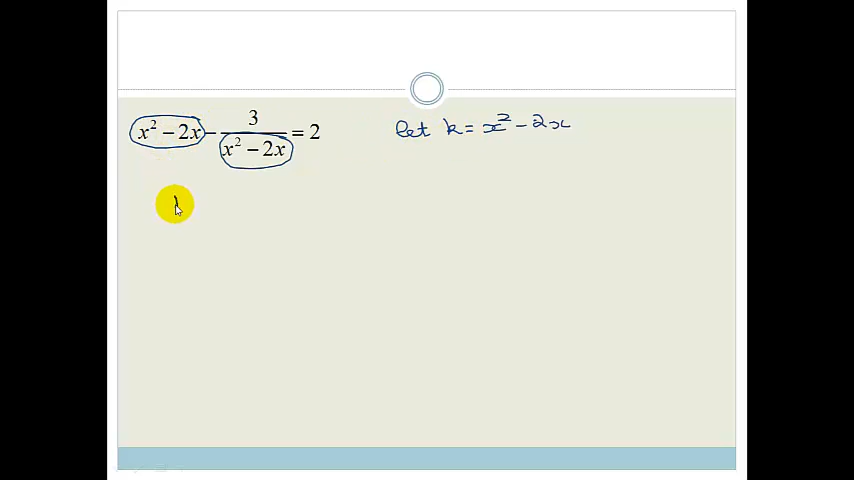 x² − 2x − 3/(x² − 2x) = 2
let k = x² − 2x